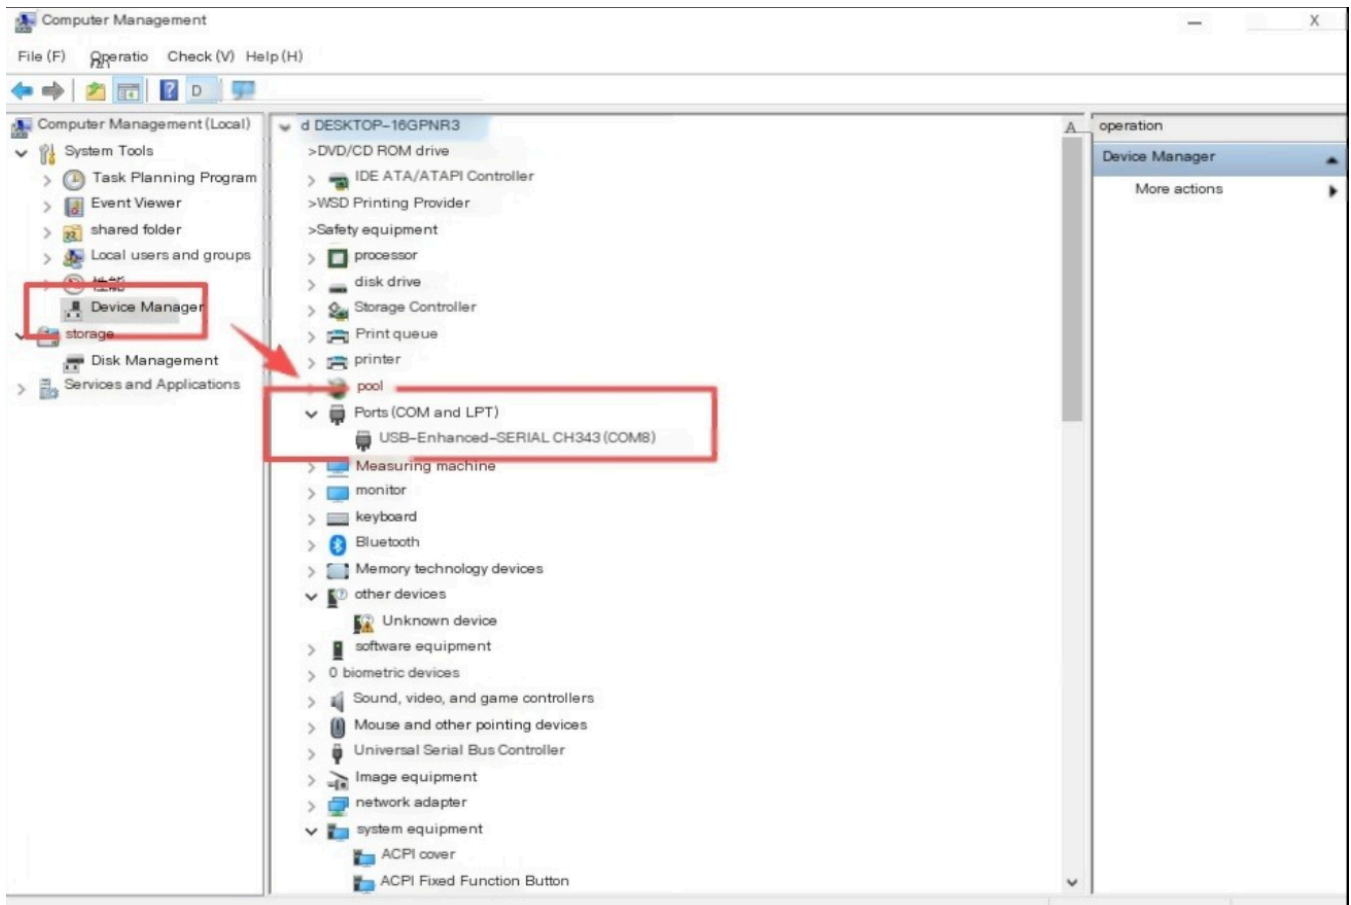 Computer Management
X
File (F) Operatio Check (V) Help (H)
D
Computer Management (Local)
System Tools
Task Planning Program
Event Viewer
shared folder
Local users and groups
性能
Device Manager
storage
Disk Management
Services and Applications
d DESKTOP-16GPNR3
A
>DVD/CD ROM drive
IDE ATA/ATAPI Controller
>WSD Printing Provider
>Safety equipment
processor
disk drive
Storage Controller
Print queue
printer
pool
Ports (COM and LPT)
USB-Enhanced-SERIAL CH343 (COM8)
Measuring machine
monitor
keyboard
Bluetooth
Memory technology devices
other devices
Unknown device
software equipment
0 biometric devices
Sound, video, and game controllers
Mouse and other pointing devices
Universal Serial Bus Controller
Image equipment
network adapter
system equipment
ACPI cover
ACPI Fixed Function Button
operation
Device Manager
More actions